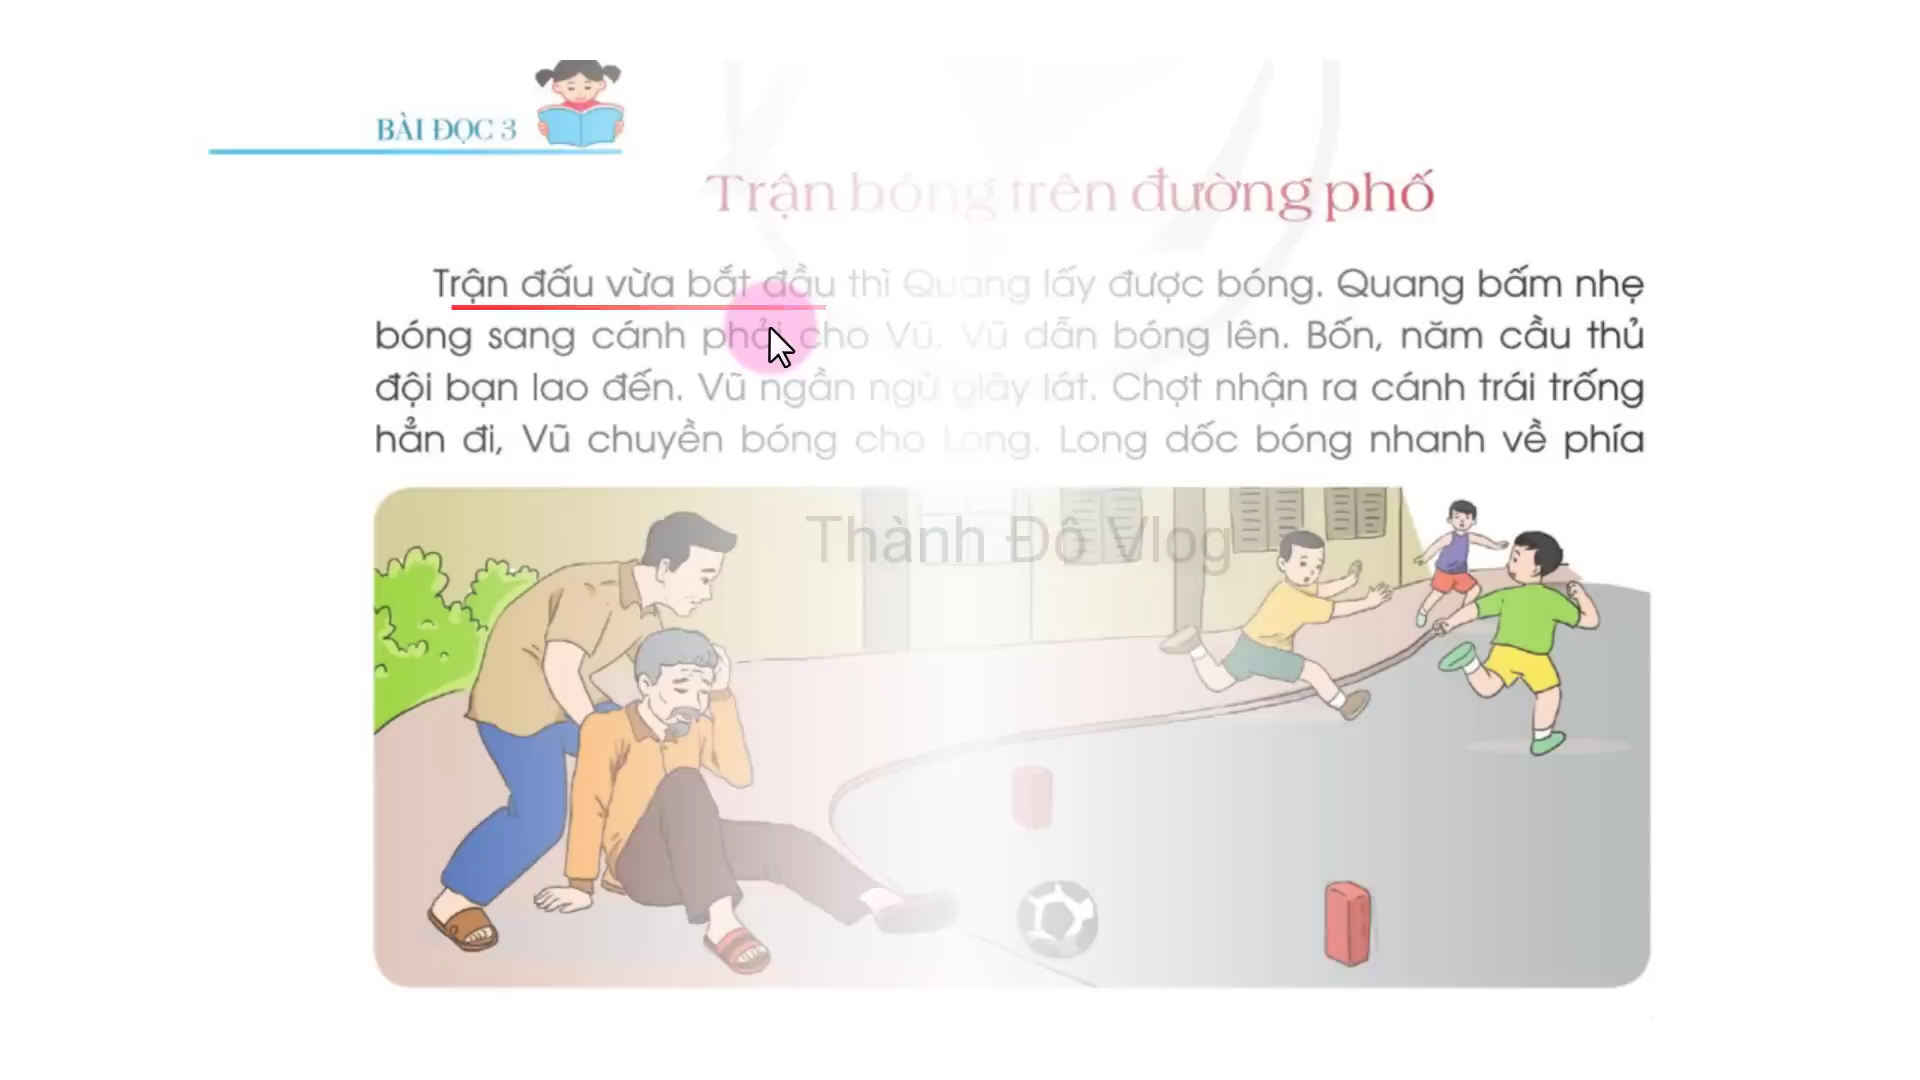 BÀI ĐỌC 3
Trận bóng trên đường phố
Trận đấu vừa bắt đầu thì Quang lấy được bóng. Quang bấm nhẹ
bóng sang cánh phải cho Vũ. Vũ dẫn bóng lên. Bốn, năm cầu thủ
đội bạn lao đến. Vũ ngần ngừ giây lát. Chợt nhận ra cánh trái trống
hẳn đi, Vũ chuyền bóng cho Long. Long dốc bóng nhanh về phía
Thành Đô Vlog